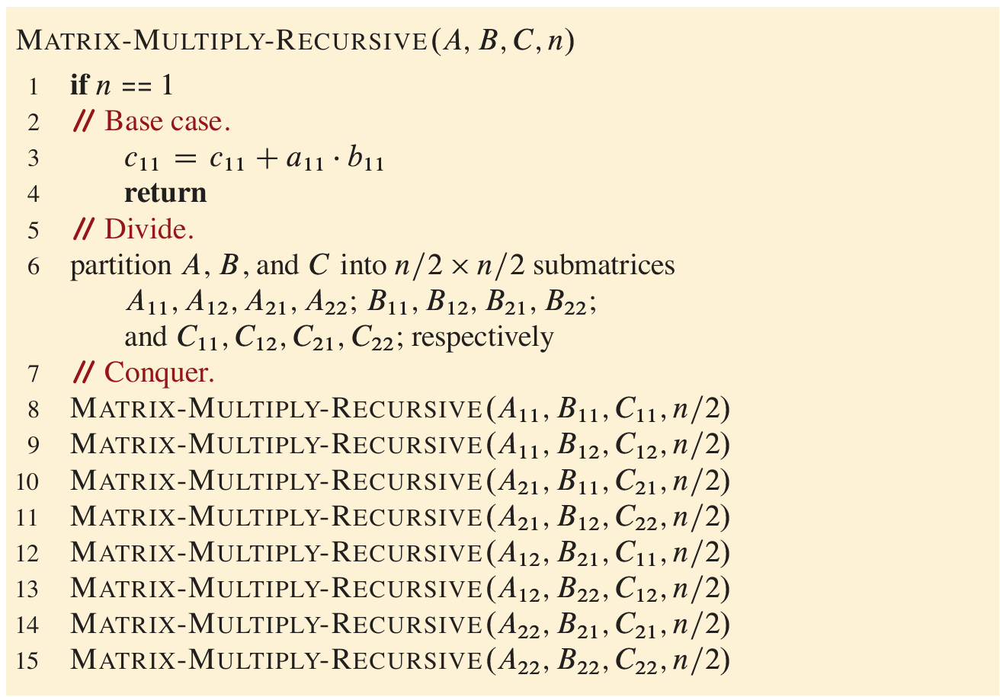 MATRIX-MULTIPLY-RECURSIVE(A, B, C, n)
1 if n == 1
2 // Base case.
3 c₁₁ = c₁₁ + a₁₁ · b₁₁
4 return
5 // Divide.
6 partition A, B, and C into n/2 × n/2 submatrices
A₁₁, A₁₂, A₂₁, A₂₂; B₁₁, B₁₂, B₂₁, B₂₂;
and C₁₁, C₁₂, C₂₁, C₂₂; respectively
7 // Conquer.
8 MATRIX-MULTIPLY-RECURSIVE(A₁₁, B₁₁, C₁₁, n/2)
9 MATRIX-MULTIPLY-RECURSIVE(A₁₁, B₁₂, C₁₂, n/2)
10 MATRIX-MULTIPLY-RECURSIVE(A₂₁, B₁₁, C₂₁, n/2)
11 MATRIX-MULTIPLY-RECURSIVE(A₂₁, B₁₂, C₂₂, n/2)
12 MATRIX-MULTIPLY-RECURSIVE(A₁₂, B₂₁, C₁₁, n/2)
13 MATRIX-MULTIPLY-RECURSIVE(A₁₂, B₂₂, C₁₂, n/2)
14 MATRIX-MULTIPLY-RECURSIVE(A₂₂, B₂₁, C₂₁, n/2)
15 MATRIX-MULTIPLY-RECURSIVE(A₂₂, B₂₂, C₂₂, n/2)